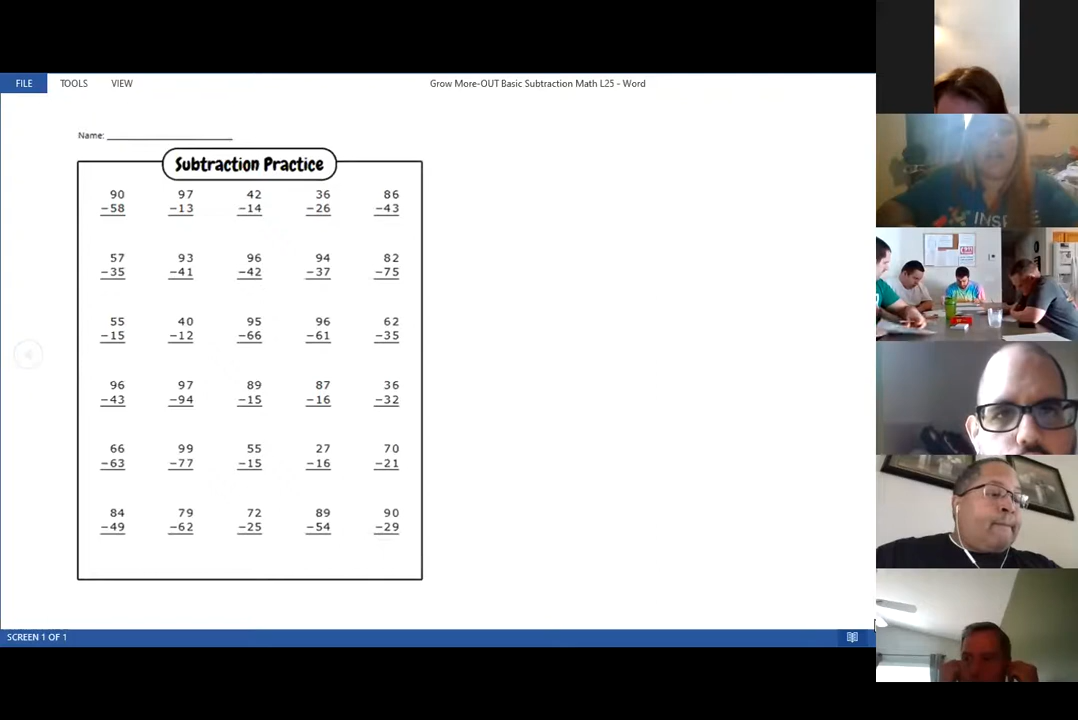 FILE TOOLS VIEW Grow More-OUT Basic Subtraction Math L25 - Word
Name:
Subtraction Practice
90 97 42 36 86
−58 −13 −14 −26 −43
57 93 96 94 82
−35 −41 −42 −37 −75
55 40 95 96 62
−15 −12 −66 −61 −35
96 97 89 87 36
−43 −94 −15 −16 −32
66 99 55 27 70
−63 −77 −15 −16 −21
84 79 72 89 90
−49 −62 −25 −54 −29
SCREEN 1 OF 1